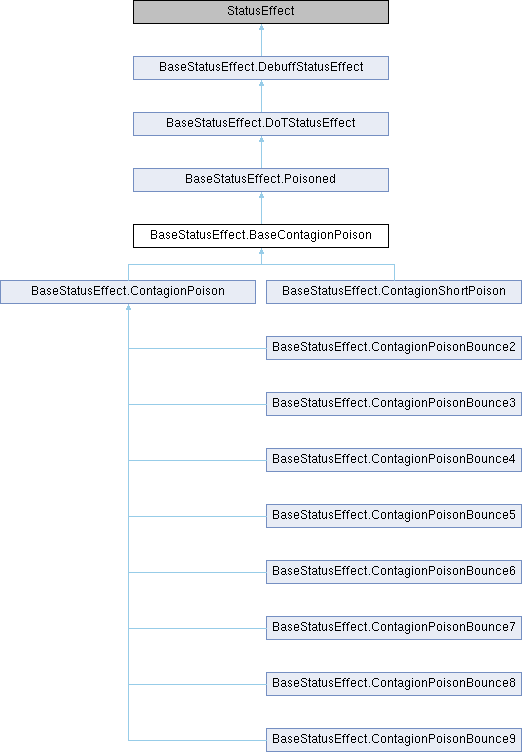 StatusEffect
BaseStatusEffect.DebuffStatusEffect
BaseStatusEffect.DoTStatusEffect
BaseStatusEffect.Poisoned
BaseStatusEffect.BaseContagionPoison
BaseStatusEffect.ContagionPoison
BaseStatusEffect.ContagionShortPoison
BaseStatusEffect.ContagionPoisonBounce2
BaseStatusEffect.ContagionPoisonBounce3
BaseStatusEffect.ContagionPoisonBounce4
BaseStatusEffect.ContagionPoisonBounce5
BaseStatusEffect.ContagionPoisonBounce6
BaseStatusEffect.ContagionPoisonBounce7
BaseStatusEffect.ContagionPoisonBounce8
BaseStatusEffect.ContagionPoisonBounce9